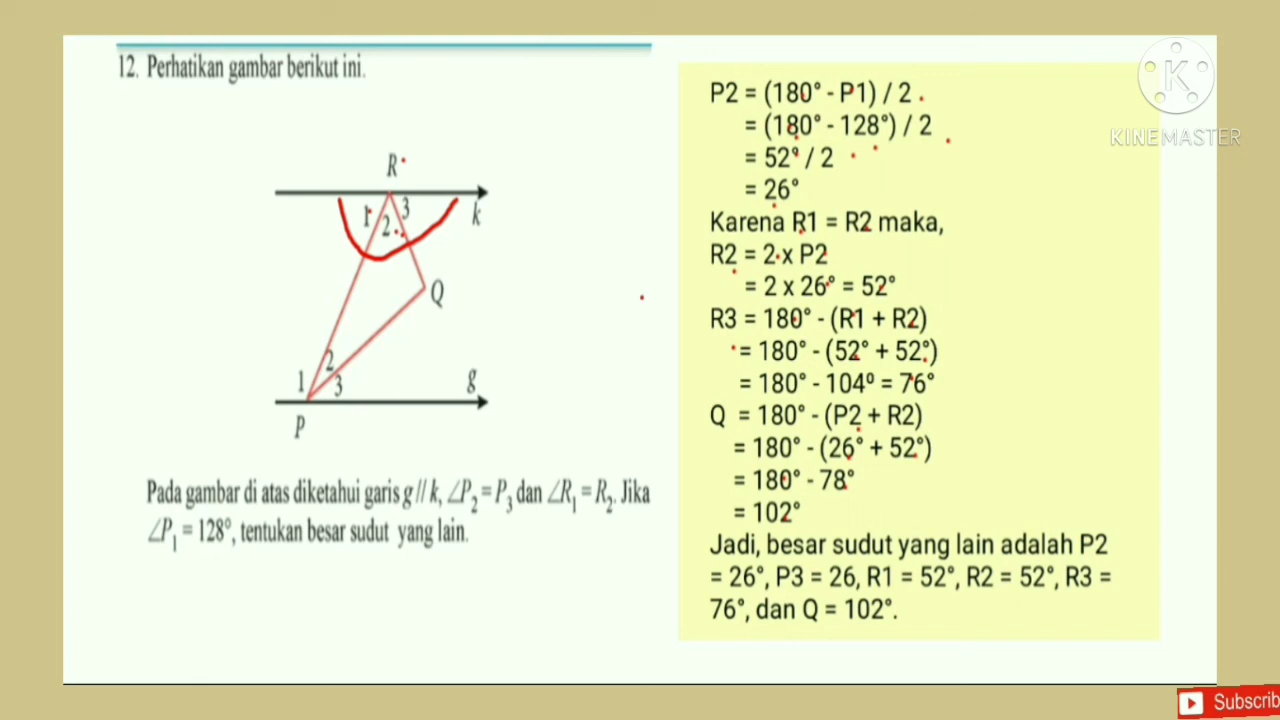 12. Perhatikan gambar berikut ini.
R
1 2 3
k
Q
2
1 3
g
P
Pada gambar di atas diketahui garis g // k, ∠P₂ = P₃ dan ∠R₁ = R₂. Jika
∠P₁ = 128°, tentukan besar sudut yang lain.
P2 = (180° - P1) / 2
= (180° - 128°) / 2
= 52° / 2
= 26°
Karena R1 = R2 maka,
R2 = 2 x P2
= 2 x 26° = 52°
R3 = 180° - (R1 + R2)
= 180° - (52° + 52°)
= 180° - 104º = 76°
Q = 180° - (P2 + R2)
= 180° - (26° + 52°)
= 180° - 78°
= 102°
Jadi, besar sudut yang lain adalah P2
= 26°, P3 = 26, R1 = 52°, R2 = 52°, R3 =
76°, dan Q = 102°.
K
KINEMASTER
Subscrib